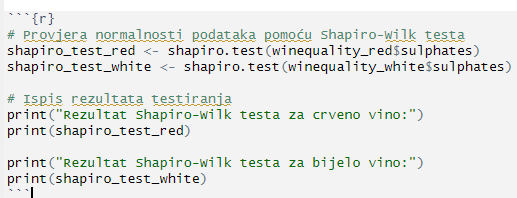 ```{r}
# Provjera normalnosti podataka pomoću Shapiro-Wilk testa
shapiro_test_red <- shapiro.test(winequality_red$sulphates)
shapiro_test_white <- shapiro.test(winequality_white$sulphates)
# Ispis rezultata testiranja
print("Rezultat Shapiro-Wilk testa za crveno vino:")
print(shapiro_test_red)
print("Rezultat Shapiro-Wilk testa za bijelo vino:")
print(shapiro_test_white)
```